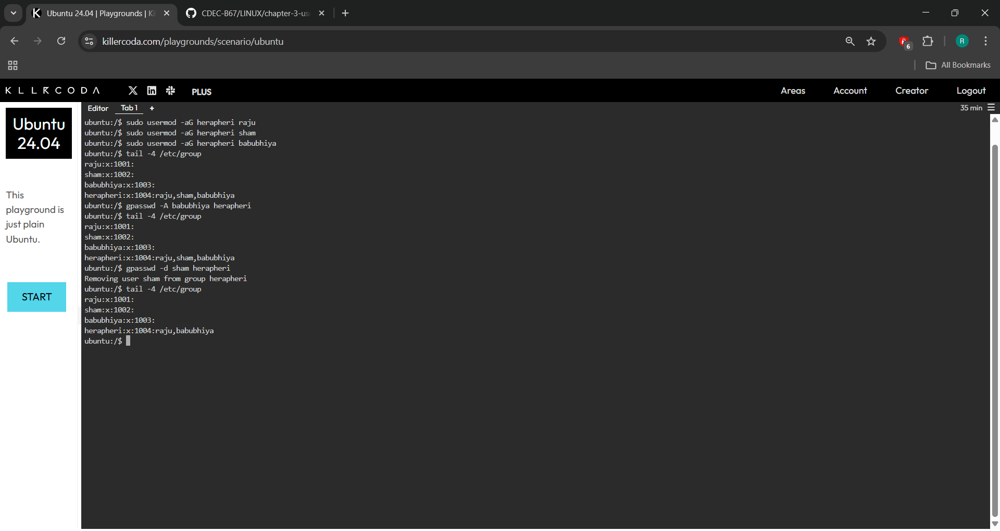 Ubuntu 24.04 | Playgrounds | Ki
CDEC-B67/LINUX/chapter-3-us
killercoda.com/playgrounds/scenario/ubuntu
6
R
All Bookmarks
KLLRCODA
PLUS
Areas
Account
Creator
Logout
Ubuntu
24.04
This
playground is
just plain
Ubuntu.
START
Editor
Tab 1
+
35 min
ubuntu:/$ sudo usermod -aG herapheri raju
ubuntu:/$ sudo usermod -aG herapheri sham
ubuntu:/$ sudo usermod -aG herapheri babubhiya
ubuntu:/$ tail -4 /etc/group
raju:x:1001:
sham:x:1002:
babubhiya:x:1003:
herapheri:x:1004:raju,sham,babubhiya
ubuntu:/$ gpasswd -A babubhiya herapheri
ubuntu:/$ tail -4 /etc/group
raju:x:1001:
sham:x:1002:
babubhiya:x:1003:
herapheri:x:1004:raju,sham,babubhiya
ubuntu:/$ gpasswd -d sham herapheri
Removing user sham from group herapheri
ubuntu:/$ tail -4 /etc/group
raju:x:1001:
sham:x:1002:
babubhiya:x:1003:
herapheri:x:1004:raju,babubhiya
ubuntu:/$